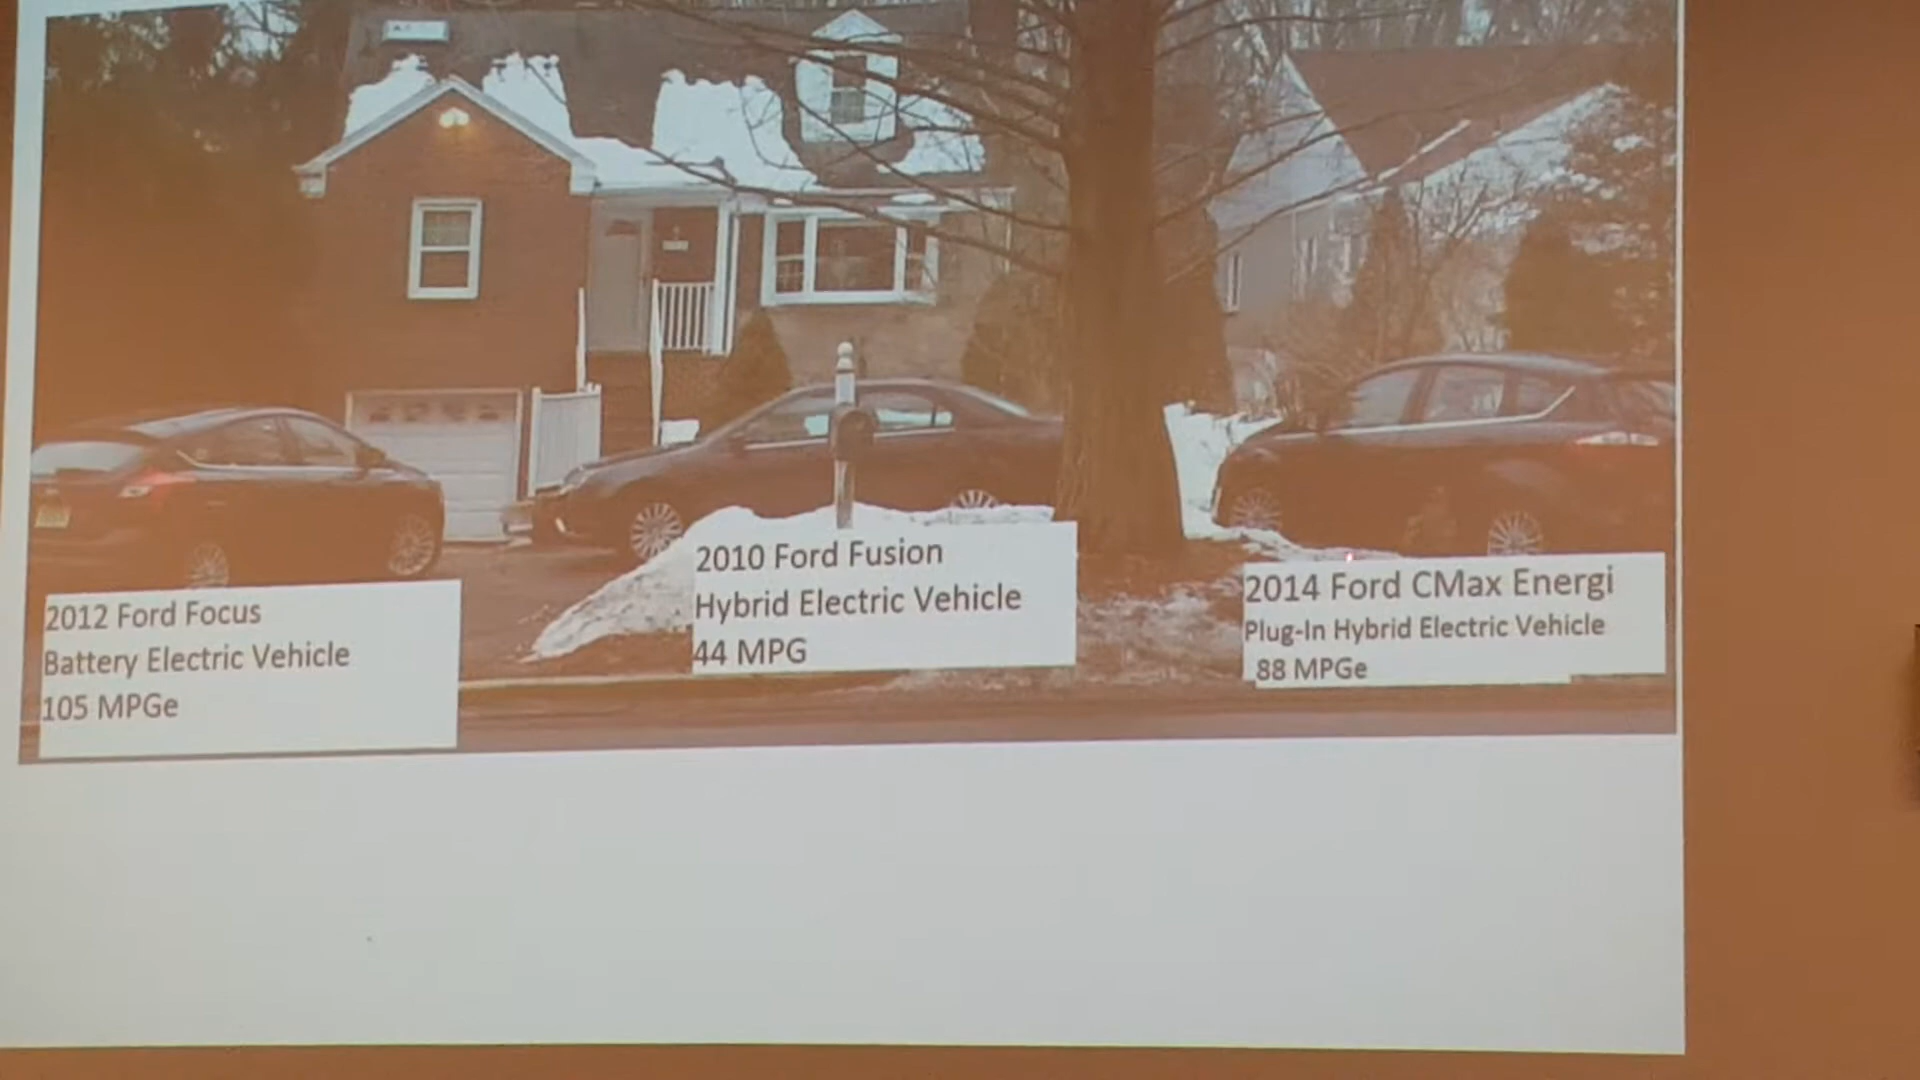 2012 Ford Focus
Battery Electric Vehicle
105 MPGe
2010 Ford Fusion
Hybrid Electric Vehicle
44 MPG
2014 Ford CMax Energi
Plug-In Hybrid Electric Vehicle
88 MPGe